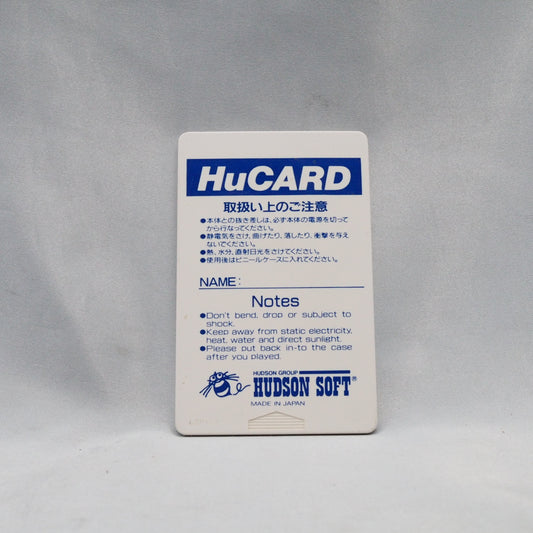 HuCARD
取扱い上のご注意
●本体との抜き差しは、必ず本体の電源を切って
から行なってください。
●静電気をさけ、曲げたり、落したり、衝撃を与え
ないでください。
●熱、水分、直射日光をさけてください。
●使用後はビニールケースに入れてください。
NAME:
Notes
●Don't bend, drop or subject to
shock.
●Keep away from static electricity,
heat, water and direct sunlight.
●Please put back in-to the case
after you played.
HUDSON GROUP
HUDSON SOFT®
MADE IN JAPAN